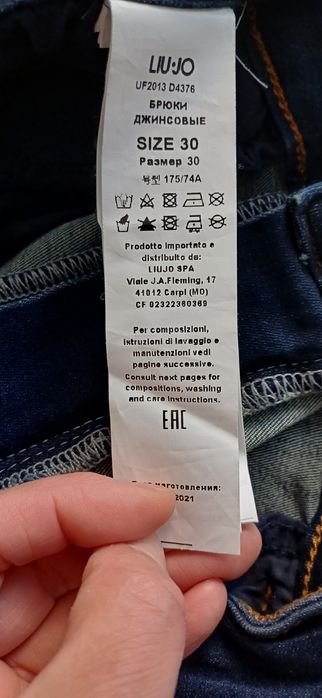 LIU·JO
UF2013 D4376
БРЮКИ
ДЖИНСОВЫЕ
SIZE 30
Размер 30
175/74A
Prodotto importato e
distribuito da:
LIUJO SPA
Viale J.A.Fleming, 17
41012 Carpi (MO)
CF 02322360369
Per composizioni,
istruzioni di lavaggio e
manutenzioni vedi
pagine successive.
Consult next pages for
compositions, washing
and care instructions.
EAC
изготовления:
2021